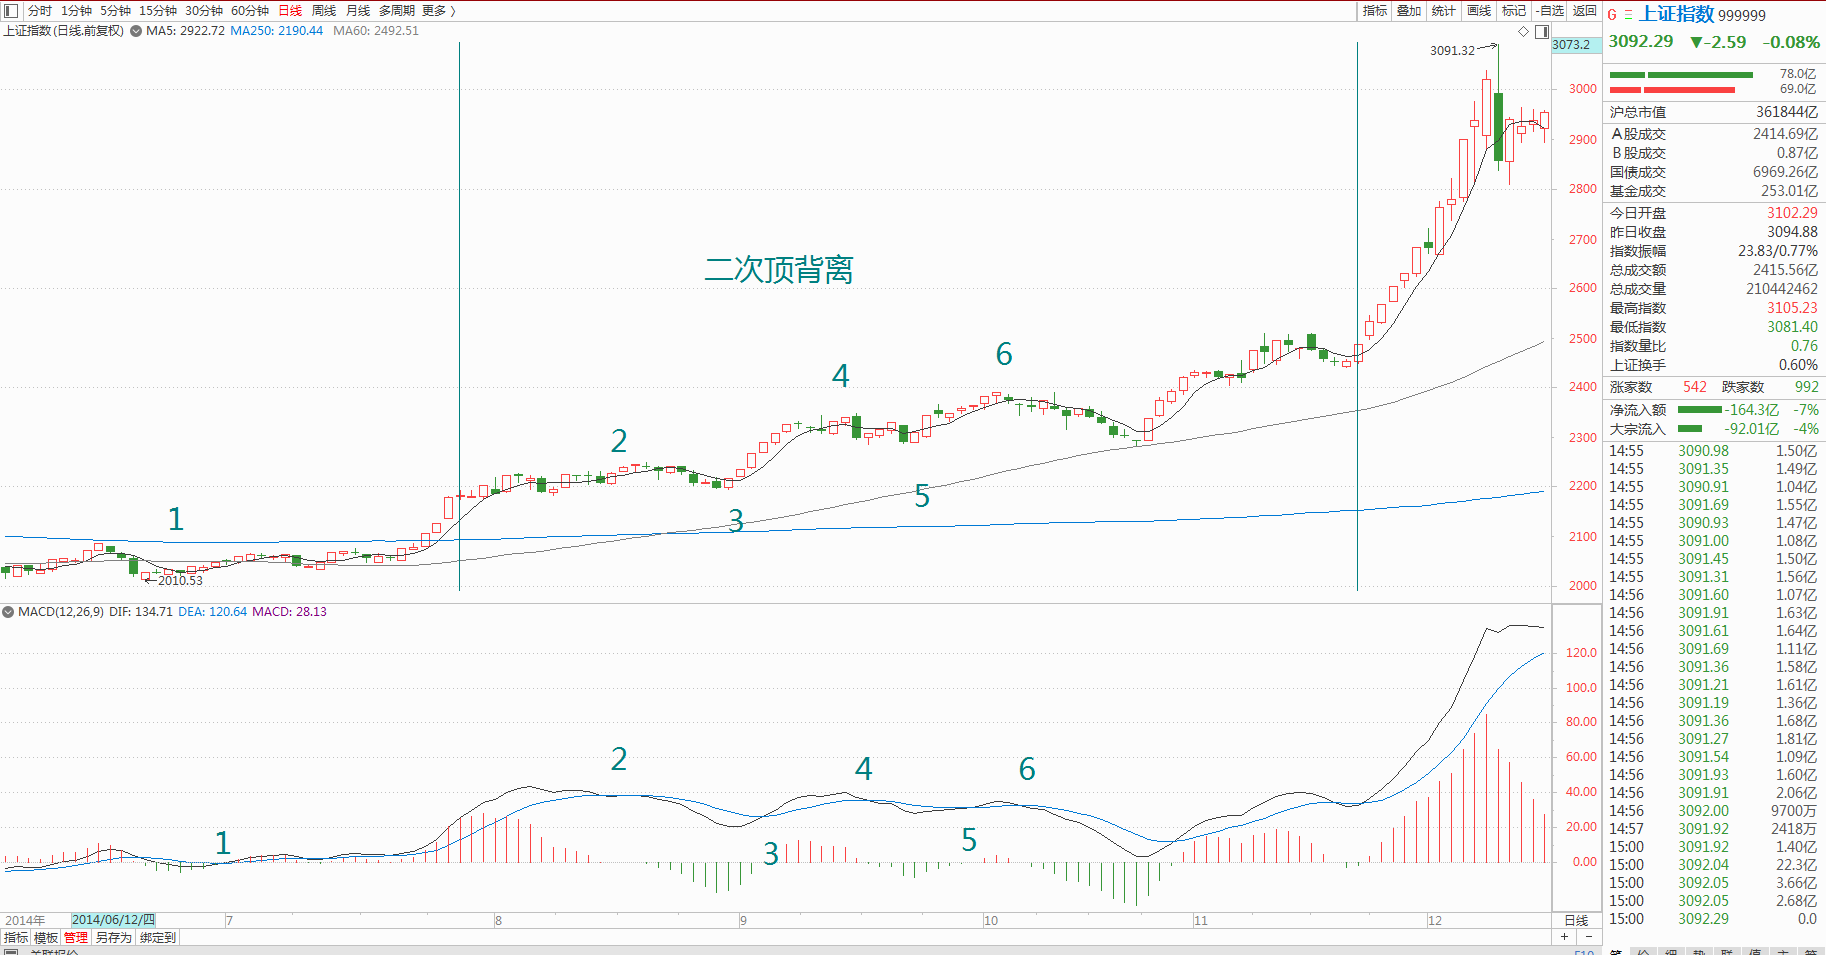 分时 1分钟 5分钟 15分钟 30分钟 60分钟 日线 周线 月线 多周期 更多 〉 指标 叠加 统计 画线 标记 -自选 返回
上证指数(日线,前复权) MA5: 2922.72 MA250: 2190.44 MA60: 2492.51
3073.2
3091.32
3000
2900
2800
2700
二次顶背离
2600
2500
6
4
2400
2
2300
5
2200
1
3
2100
2010.53
2000
MACD(12,26,9) DIF: 134.71 DEA: 120.64 MACD: 28.13
120.0
100.0
80.00
2
4
6
60.00
40.00
20.00
1
3
5
0.00
2014年 2014/06/12/四 7 8 9 10 11 12 日线
指标 模板 管理 另存为 绑定到 + -
G 上证指数 999999
3092.29 ▼-2.59 -0.08%
78.0亿
69.0亿
沪总市值 361844亿
A股成交 2414.69亿
B股成交 0.87亿
国债成交 6969.26亿
基金成交 253.01亿
今日开盘 3102.29
昨日收盘 3094.88
指数振幅 23.83/0.77%
总成交额 2415.56亿
总成交量 210442462
最高指数 3105.23
最低指数 3081.40
指数量比 0.76
上证换手 0.60%
涨家数 542 跌家数 992
净流入额 -164.3亿 -7%
大宗流入 -92.01亿 -4%
14:55 3090.98 1.50亿
14:55 3091.35 1.49亿
14:55 3090.91 1.04亿
14:55 3091.69 1.55亿
14:55 3090.93 1.47亿
14:55 3091.00 1.08亿
14:55 3091.45 1.50亿
14:55 3091.31 1.56亿
14:56 3091.60 1.07亿
14:56 3091.91 1.63亿
14:56 3091.61 1.64亿
14:56 3091.69 1.11亿
14:56 3091.36 1.58亿
14:56 3091.21 1.61亿
14:56 3091.19 1.36亿
14:56 3091.36 1.68亿
14:56 3091.27 1.81亿
14:56 3091.54 1.09亿
14:56 3091.93 1.60亿
14:56 3091.91 2.06亿
14:56 3092.00 9700万
14:57 3091.92 2418万
15:00 3091.92 1.40亿
15:00 3092.04 22.3亿
15:00 3092.05 3.66亿
15:00 3092.05 2.68亿
15:00 3092.29 0.0